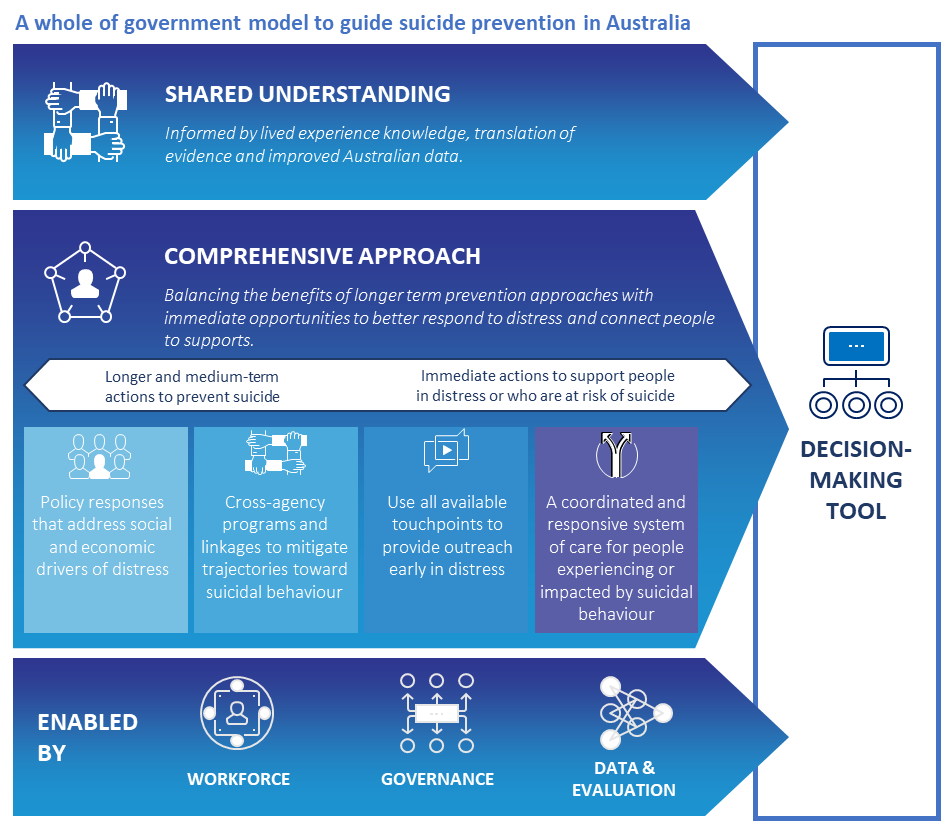 A whole of government model to guide suicide prevention in Australia
SHARED UNDERSTANDING
Informed by lived experience knowledge, translation of
evidence and improved Australian data.
COMPREHENSIVE APPROACH
Balancing the benefits of longer term prevention approaches with
immediate opportunities to better respond to distress and connect people
to supports.
Longer and medium-term
actions to prevent suicide
Immediate actions to support people
in distress or who are at risk of suicide
Policy responses
that address social
and economic
drivers of distress
Cross-agency
programs and
linkages to mitigate
trajectories toward
suicidal behaviour
Use all available
touchpoints to
provide outreach
early in distress
A coordinated and
responsive system
of care for people
experiencing or
impacted by suicidal
behaviour
DECISION-
MAKING
TOOL
ENABLED
BY
WORKFORCE
GOVERNANCE
DATA &
EVALUATION